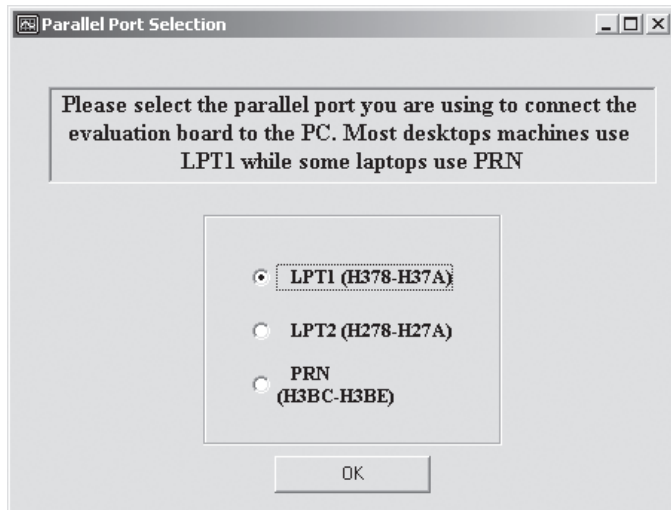 Parallel Port Selection
Please select the parallel port you are using to connect the
evaluation board to the PC. Most desktops machines use
LPT1 while some laptops use PRN
LPT1 (H378-H37A)
LPT2 (H278-H27A)
PRN
(H3BC-H3BE)
OK